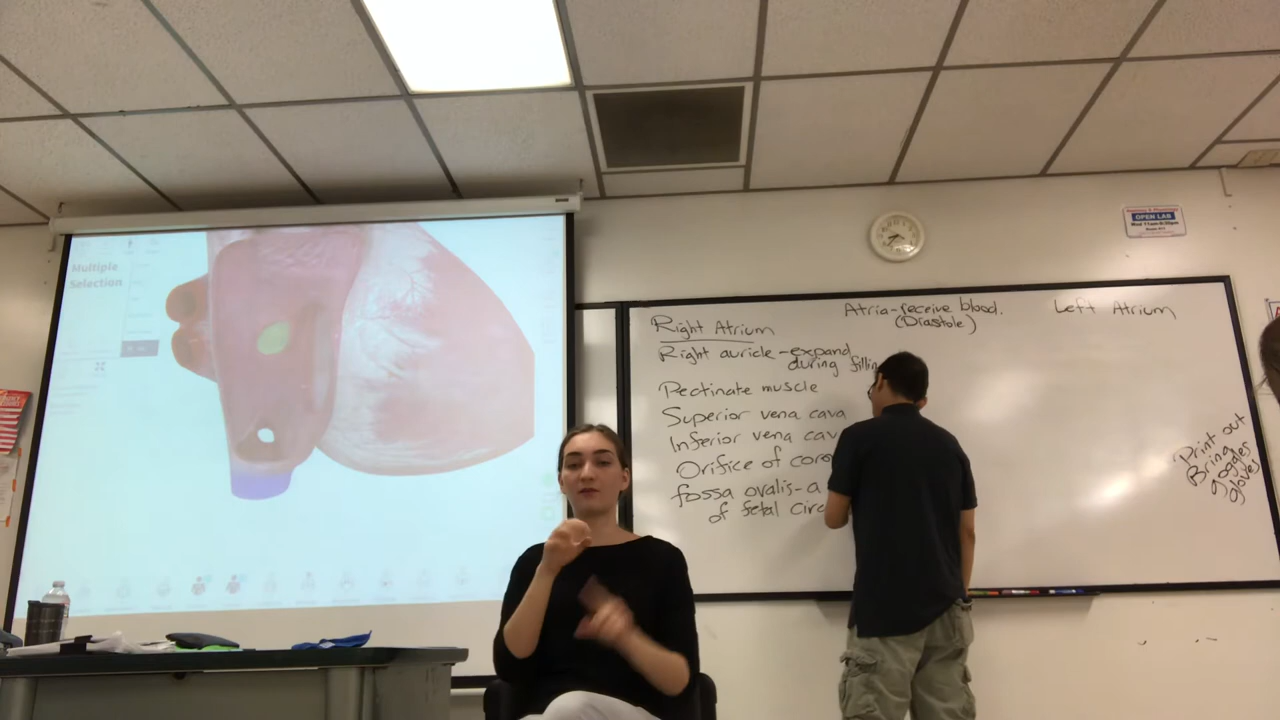 Multiple
Selection
OPEN LAB
Atria-receive blood.
(Diastole)
Left Atrium
Right Atrium
Right auricle - expand
during fillin
Pectinate muscle
Superior vena cava
Inferior vena cav
Orifice of coro
fossa ovalis - a
of fetal circ
Print out
Bring
goggles
gloves